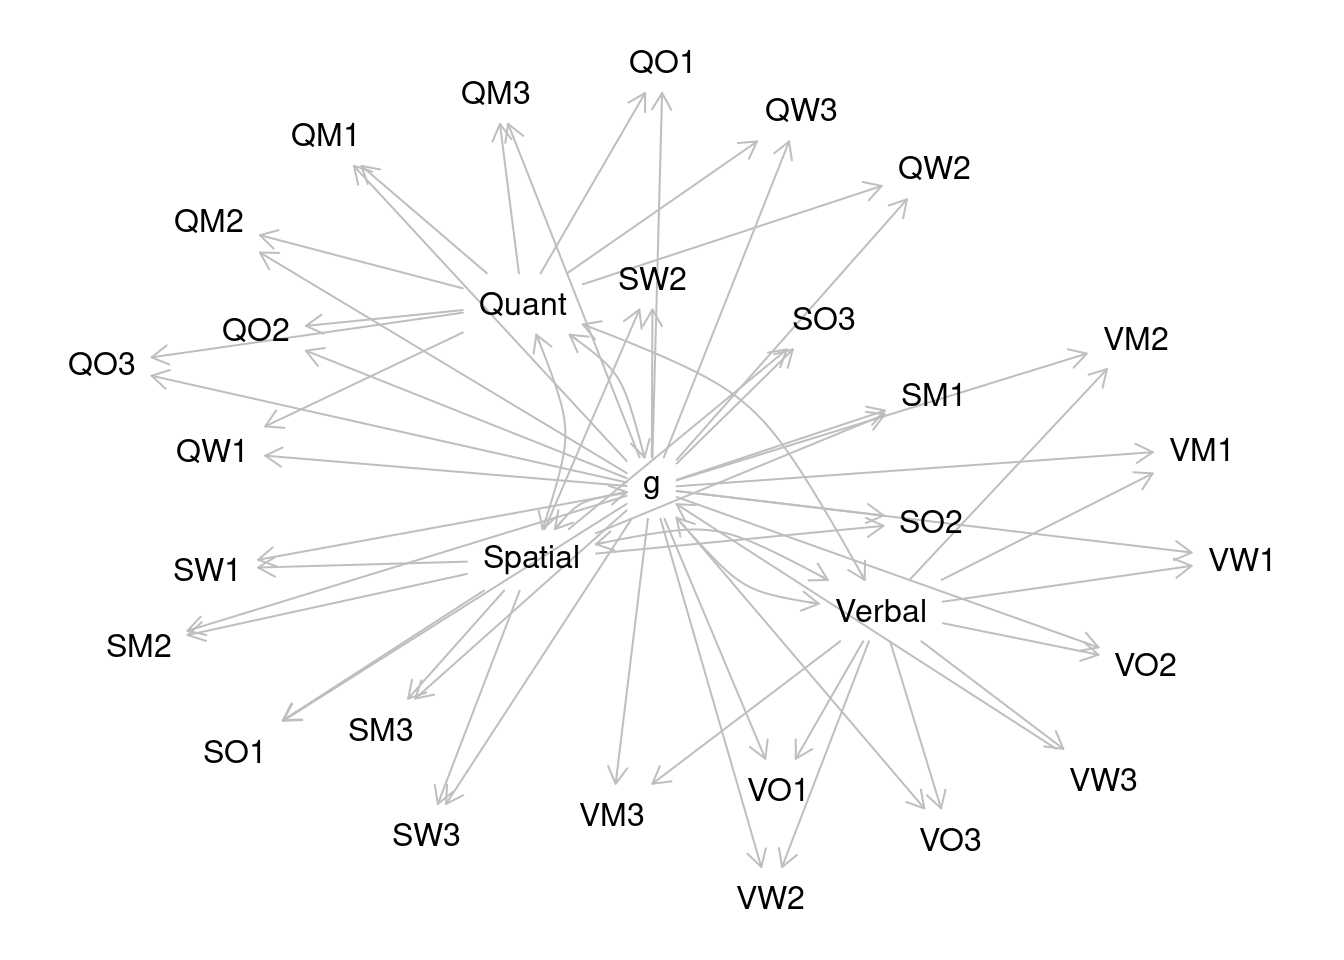 QO1
QM3
QW3
QM1
QW2
QM2
SW2
Quant
SO3
QO2
VM2
QO3
SM1
QW1
VM1
g
SO2
Spatial
VW1
SW1
Verbal
SM2
VO2
SM3
SO1
VW3
VO1
VM3
SW3
VO3
VW2